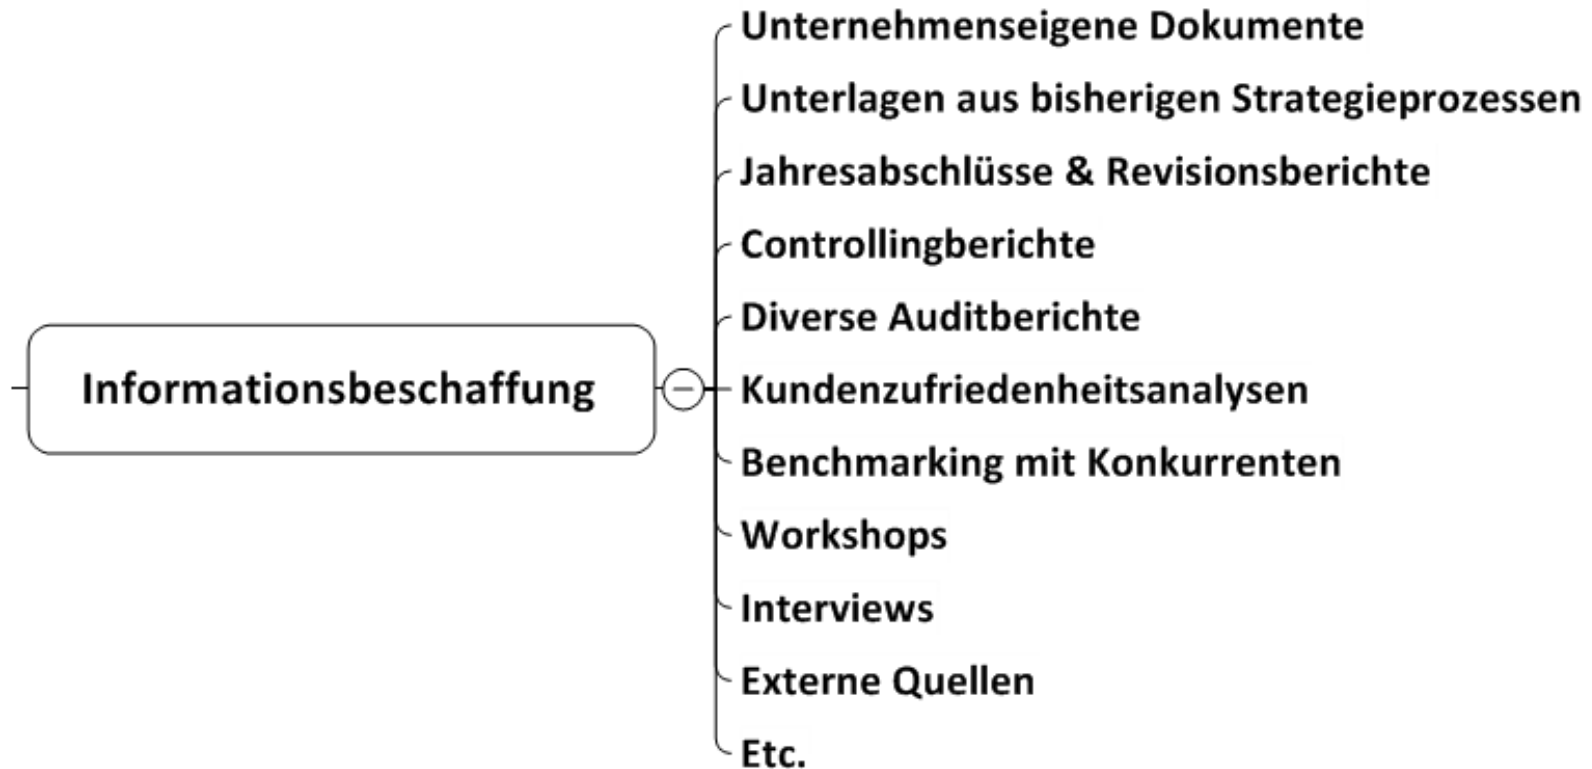 Informationsbeschaffung
Unternehmenseigene Dokumente
Unterlagen aus bisherigen Strategieprozessen
Jahresabschlüsse & Revisionsberichte
Controllingberichte
Diverse Auditberichte
Kundenzufriedenheitsanalysen
Benchmarking mit Konkurrenten
Workshops
Interviews
Externe Quellen
Etc.